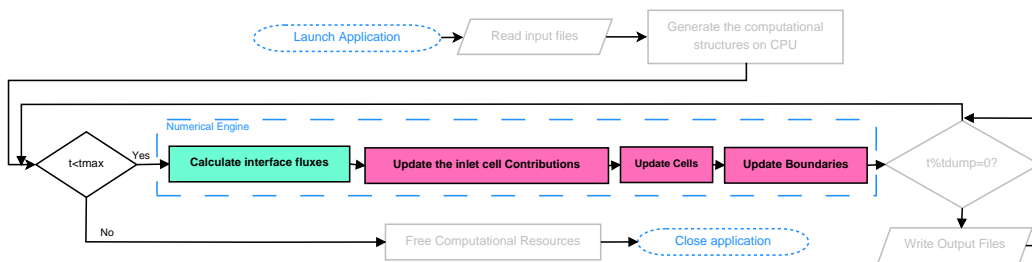 Launch Application
Read input files
Generate the computational
structures on CPU
Numerical Engine
t<tmax
Yes
Calculate interface fluxes
Update the inlet cell Contributions
Update Cells
Update Boundaries
t%tdump=0?
No
Free Computational Resources
Close application
Write Output Files